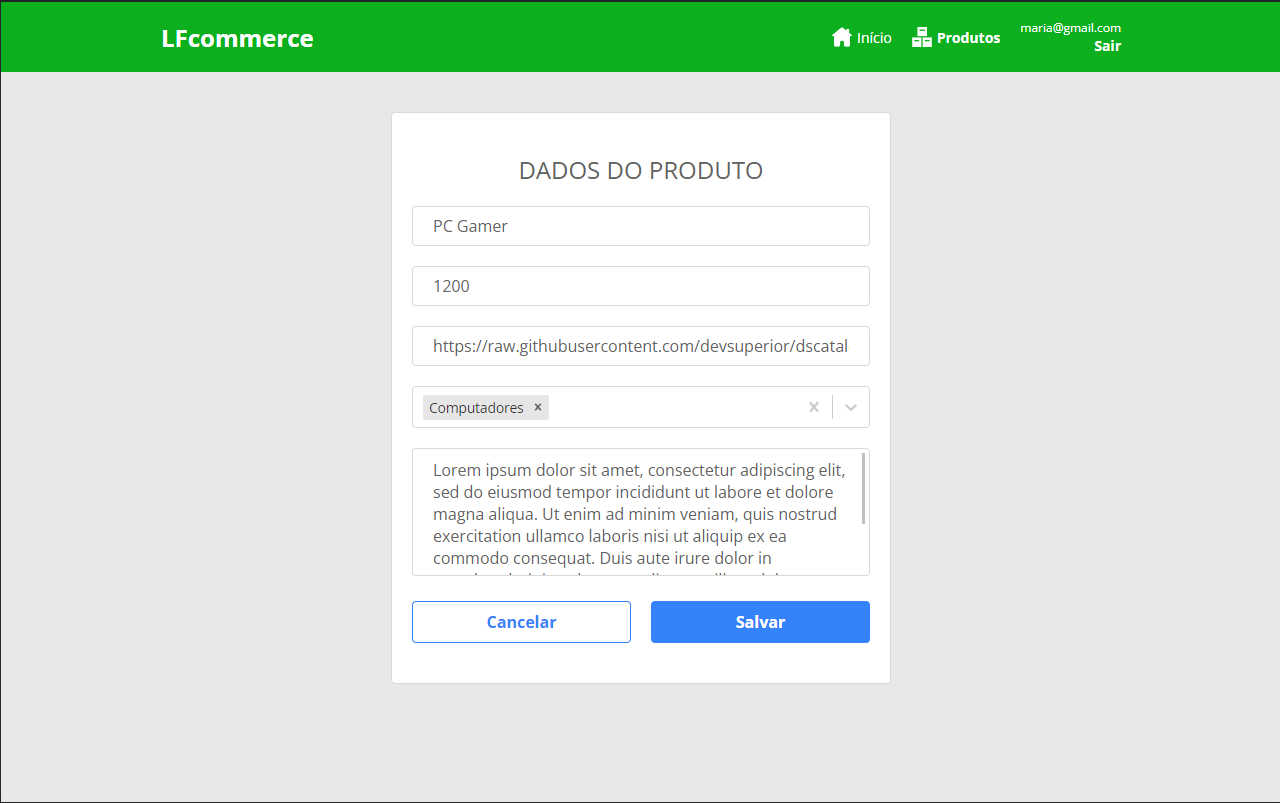 LFcommerce
Início
Produtos
maria@gmail.com
Sair
DADOS DO PRODUTO
PC Gamer
1200
https://raw.githubusercontent.com/devsuperior/dscatal
Computadores
Lorem ipsum dolor sit amet, consectetur adipiscing elit,
sed do eiusmod tempor incididunt ut labore et dolore
magna aliqua. Ut enim ad minim veniam, quis nostrud
exercitation ullamco laboris nisi ut aliquip ex ea
commodo consequat. Duis aute irure dolor in
Cancelar
Salvar